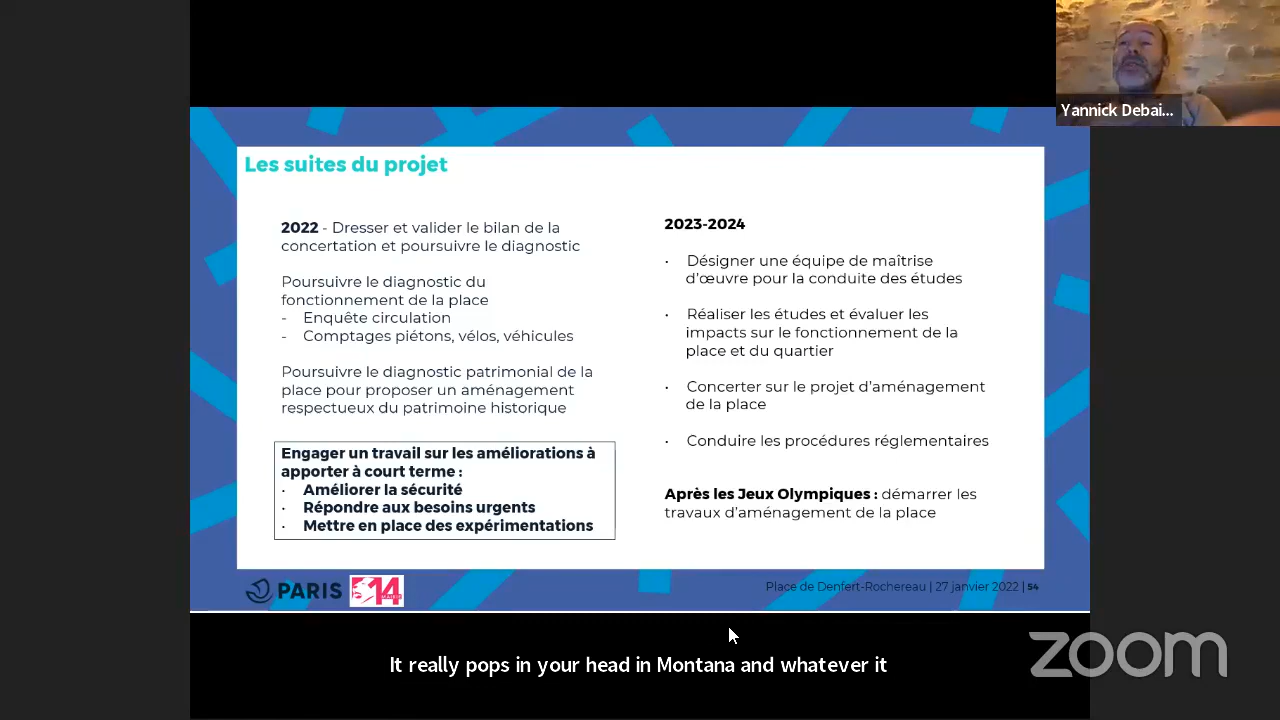 Yannick Debai...
Les suites du projet
2022 - Dresser et valider le bilan de la
concertation et poursuivre le diagnostic
Poursuivre le diagnostic du
fonctionnement de la place
- Enquête circulation
- Comptages piétons, vélos, véhicules
Poursuivre le diagnostic patrimonial de la
place pour proposer un aménagement
respectueux du patrimoine historique
Engager un travail sur les améliorations à
apporter à court terme :
· Améliorer la sécurité
· Répondre aux besoins urgents
· Mettre en place des expérimentations
2023-2024
• Désigner une équipe de maîtrise
d'œuvre pour la conduite des études
• Réaliser les études et évaluer les
impacts sur le fonctionnement de la
place et du quartier
• Concerter sur le projet d'aménagement
de la place
• Conduire les procédures réglementaires
Après les Jeux Olympiques : démarrer les
travaux d'aménagement de la place
PARIS
14
MAIRIE
Place de Denfert-Rochereau | 27 janvier 2022 | 54
It really pops in your head in Montana and whatever it
zoom